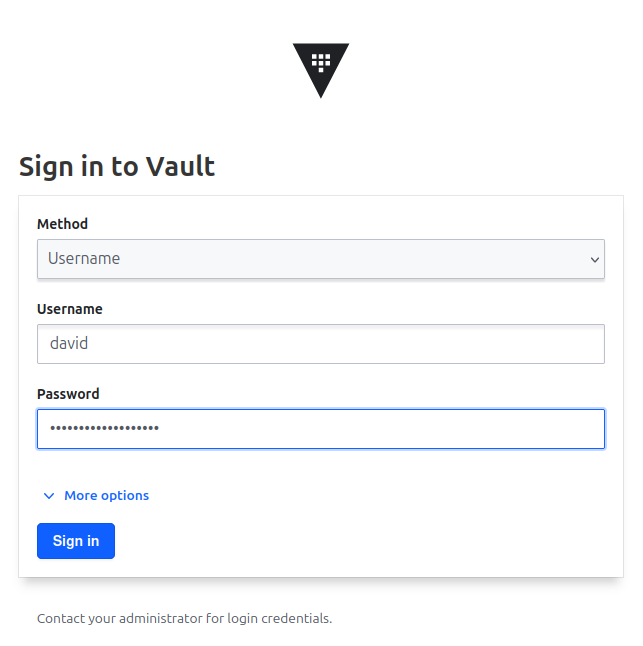 Sign in to Vault
Method
Username
Username
david
Password
•••••••••••••••••••
More options
Sign in
Contact your administrator for login credentials.